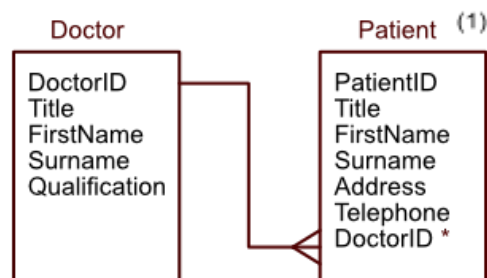 Doctor
DoctorID
Title
FirstName
Surname
Qualification
Patient (1)
PatientID
Title
FirstName
Surname
Address
Telephone
DoctorID *